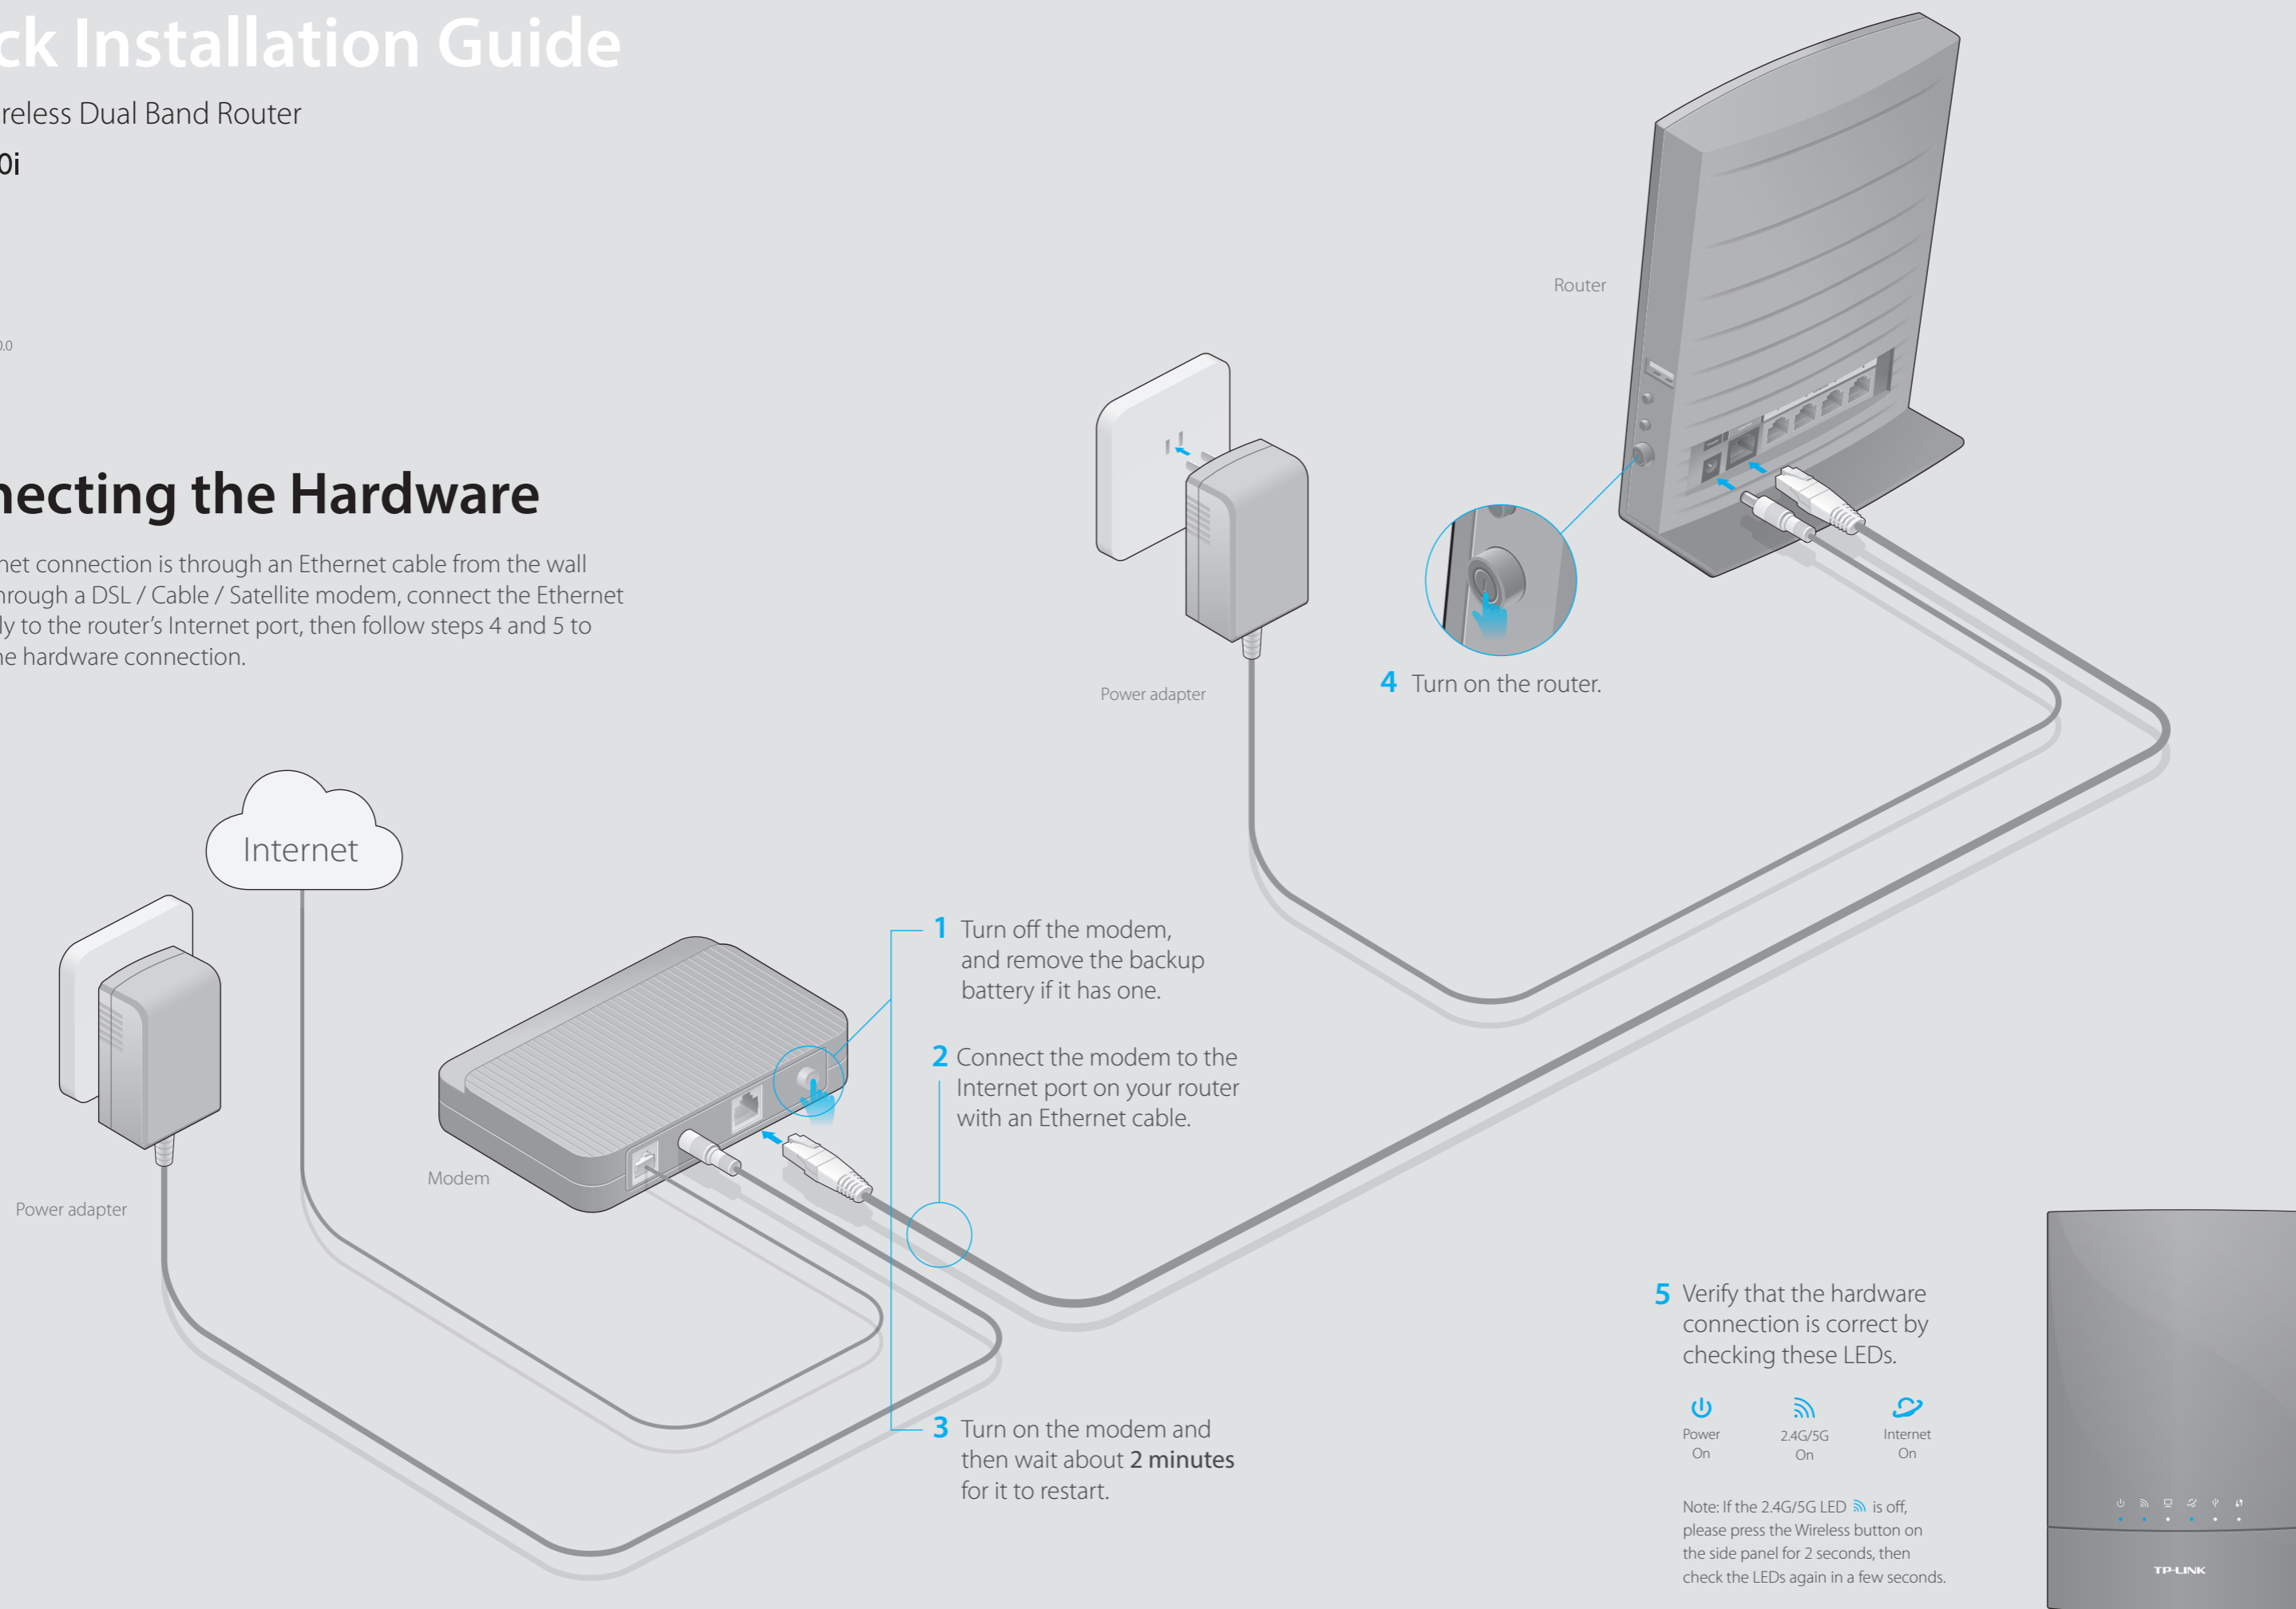 ck Installation Guide
reless Dual Band Router
0i
0.0
necting the Hardware
net connection is through an Ethernet cable from the wall
hrough a DSL / Cable / Satellite modem, connect the Ethernet
ly to the router's Internet port, then follow steps 4 and 5 to
he hardware connection.
Router
Power adapter
4 Turn on the router.
Internet
1 Turn off the modem,
and remove the backup
battery if it has one.
2 Connect the modem to the
Internet port on your router
with an Ethernet cable.
Modem
Power adapter
3 Turn on the modem and
then wait about 2 minutes
for it to restart.
5 Verify that the hardware
connection is correct by
checking these LEDs.
Power
On
2.4G/5G
On
Internet
On
Note: If the 2.4G/5G LED is off,
please press the Wireless button on
the side panel for 2 seconds, then
check the LEDs again in a few seconds.
TP-LINK